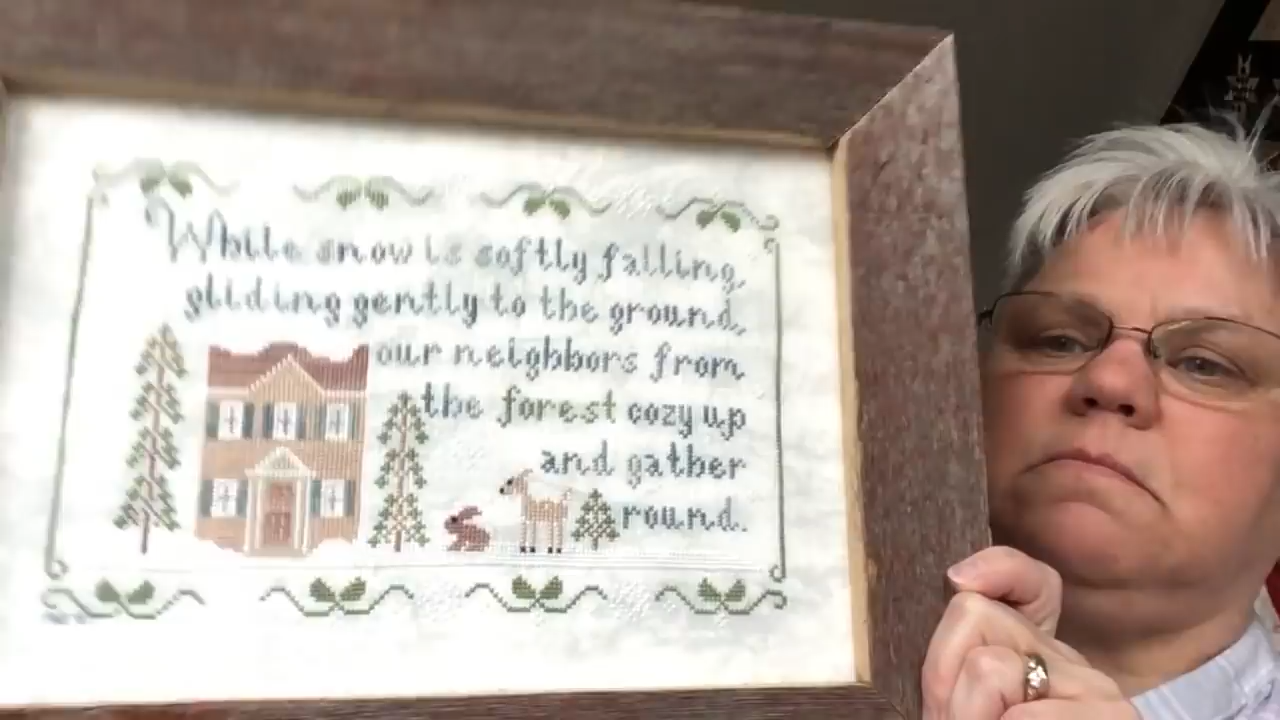 While snow is softly falling,
sliding gently to the ground,
our neighbors from
the forest cozy up
and gather
round.